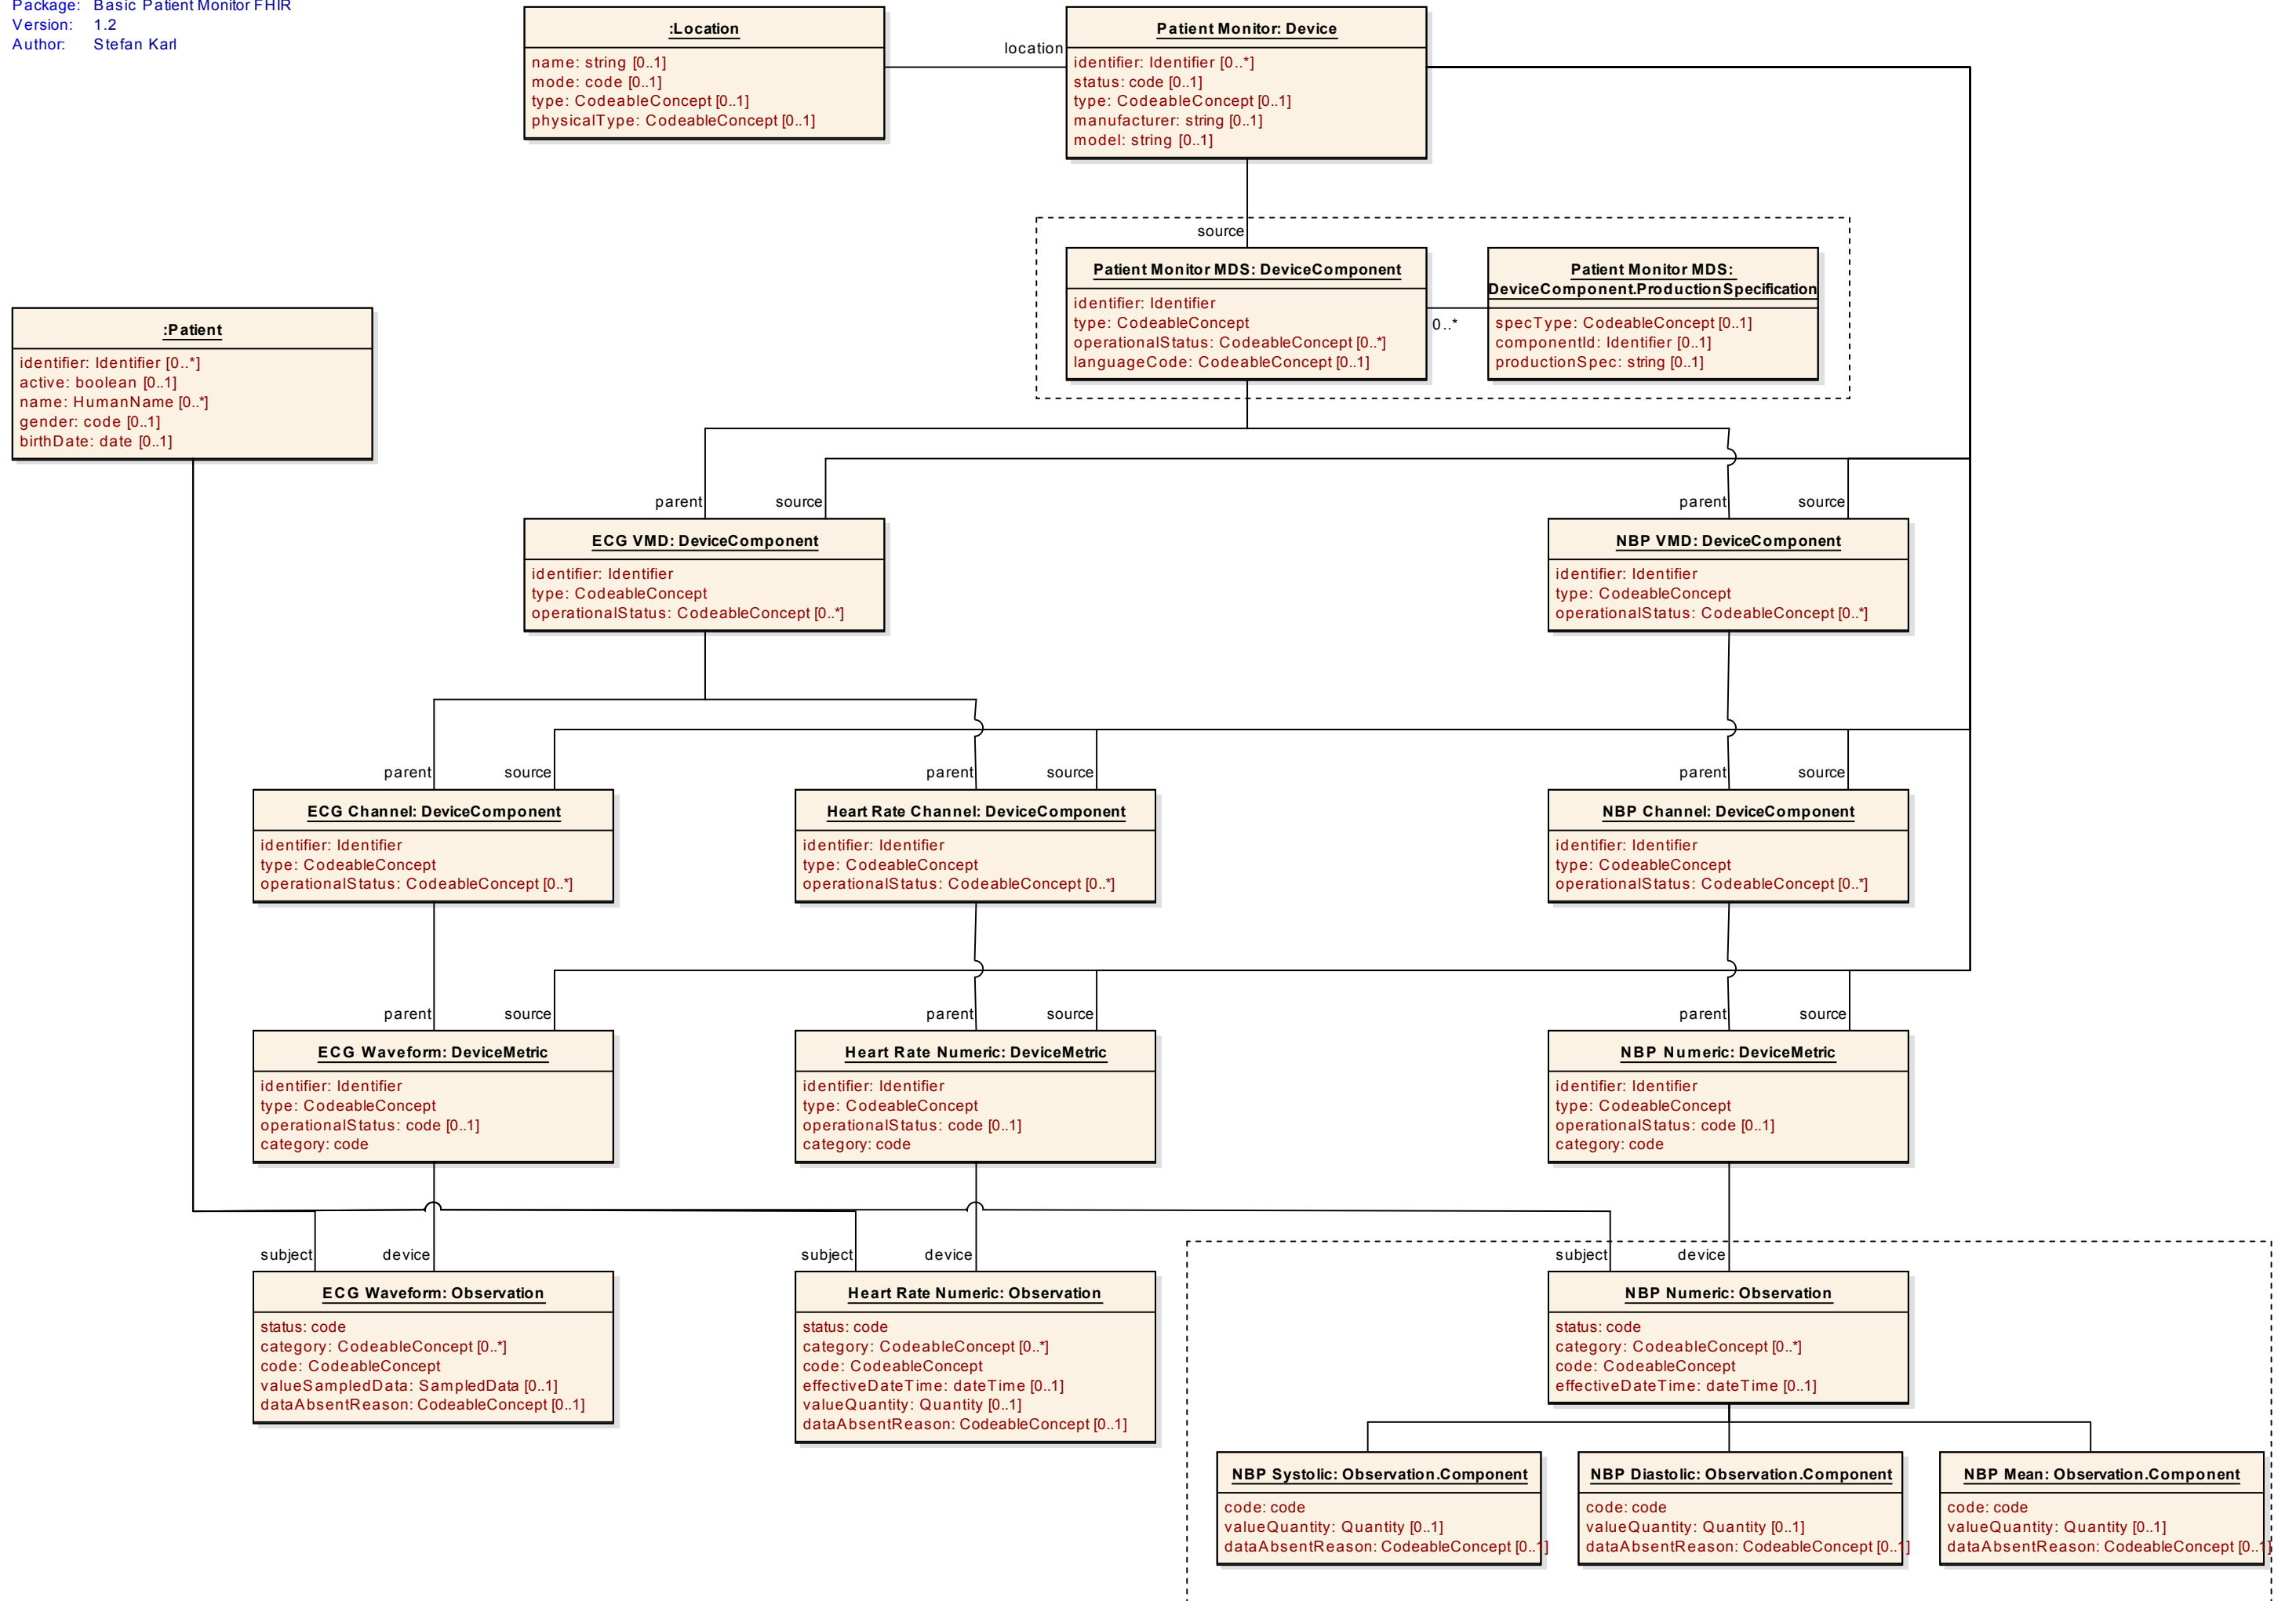 Package: Basic Patient Monitor FHIR
Version: 1.2
Author: Stefan Karl
:Location
name: string [0..1]
mode: code [0..1]
type: CodeableConcept [0..1]
physicalType: CodeableConcept [0..1]
location
Patient Monitor: Device
identifier: Identifier [0..*]
status: code [0..1]
type: CodeableConcept [0..1]
manufacturer: string [0..1]
model: string [0..1]
source
Patient Monitor MDS: DeviceComponent
identifier: Identifier
type: CodeableConcept
operationalStatus: CodeableConcept [0..*]
languageCode: CodeableConcept [0..1]
0..*
Patient Monitor MDS:
DeviceComponent.ProductionSpecification
specType: CodeableConcept [0..1]
componentId: Identifier [0..1]
productionSpec: string [0..1]
:Patient
identifier: Identifier [0..*]
active: boolean [0..1]
name: HumanName [0..*]
gender: code [0..1]
birthDate: date [0..1]
parent
source
parent
source
ECG VMD: DeviceComponent
identifier: Identifier
type: CodeableConcept
operationalStatus: CodeableConcept [0..*]
NBP VMD: DeviceComponent
identifier: Identifier
type: CodeableConcept
operationalStatus: CodeableConcept [0..*]
parent
source
parent
source
parent
source
ECG Channel: DeviceComponent
identifier: Identifier
type: CodeableConcept
operationalStatus: CodeableConcept [0..*]
Heart Rate Channel: DeviceComponent
identifier: Identifier
type: CodeableConcept
operationalStatus: CodeableConcept [0..*]
NBP Channel: DeviceComponent
identifier: Identifier
type: CodeableConcept
operationalStatus: CodeableConcept [0..*]
parent
source
parent
source
parent
source
ECG Waveform: DeviceMetric
identifier: Identifier
type: CodeableConcept
operationalStatus: code [0..1]
category: code
Heart Rate Numeric: DeviceMetric
identifier: Identifier
type: CodeableConcept
operationalStatus: code [0..1]
category: code
NBP Numeric: DeviceMetric
identifier: Identifier
type: CodeableConcept
operationalStatus: code [0..1]
category: code
subject
device
subject
device
subject
device
ECG Waveform: Observation
status: code
category: CodeableConcept [0..*]
code: CodeableConcept
valueSampledData: SampledData [0..1]
dataAbsentReason: CodeableConcept [0..1]
Heart Rate Numeric: Observation
status: code
category: CodeableConcept [0..*]
code: CodeableConcept
effectiveDateTime: dateTime [0..1]
valueQuantity: Quantity [0..1]
dataAbsentReason: CodeableConcept [0..1]
NBP Numeric: Observation
status: code
category: CodeableConcept [0..*]
code: CodeableConcept
effectiveDateTime: dateTime [0..1]
NBP Systolic: Observation.Component
code: code
valueQuantity: Quantity [0..1]
dataAbsentReason: CodeableConcept [0..1]
NBP Diastolic: Observation.Component
code: code
valueQuantity: Quantity [0..1]
dataAbsentReason: CodeableConcept [0..1]
NBP Mean: Observation.Component
code: code
valueQuantity: Quantity [0..1]
dataAbsentReason: CodeableConcept [0..1]